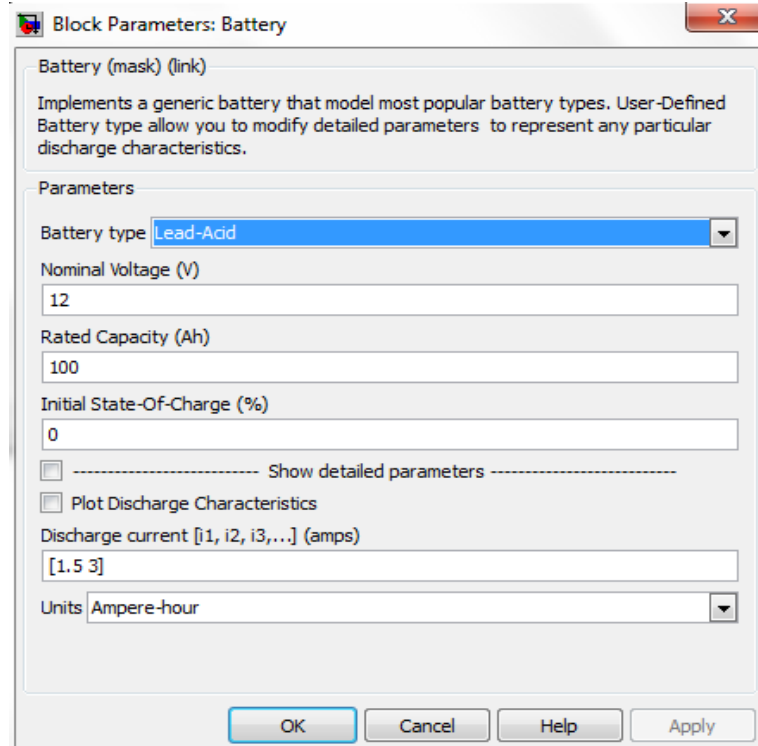 Block Parameters: Battery
Battery (mask) (link)
Implements a generic battery that model most popular battery types. User-Defined
Battery type allow you to modify detailed parameters to represent any particular
discharge characteristics.
Parameters
Battery type Lead-Acid
Nominal Voltage (V)
12
Rated Capacity (Ah)
100
Initial State-Of-Charge (%)
0
--------------------------- Show detailed parameters ---------------------------
Plot Discharge Characteristics
Discharge current [i1, i2, i3,...] (amps)
[1.5 3]
Units Ampere-hour
OK Cancel Help Apply